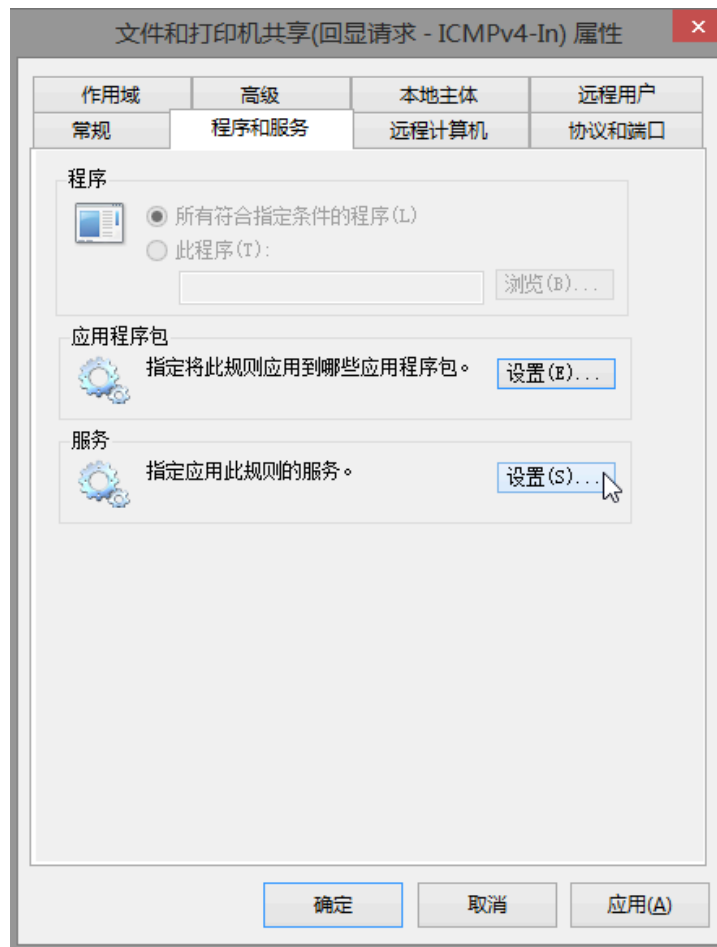 文件和打印机共享(回显请求 - ICMPv4-In) 属性
作用域 高级 本地主体 远程用户
常规 程序和服务 远程计算机 协议和端口
程序
所有符合指定条件的程序(L)
此程序(T):
浏览(B)...
应用程序包
指定将此规则应用到哪些应用程序包。 设置(E)...
服务
指定应用此规则的服务。 设置(S)...
确定 取消 应用(A)